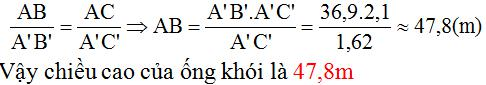 AB/A'B' = AC/A'C' ⇒ AB = A'B'.A'C'/A'C' = 36,9.2,1/1,62 ≈ 47,8(m)
Vậy chiều cao của ống khói là 47,8m